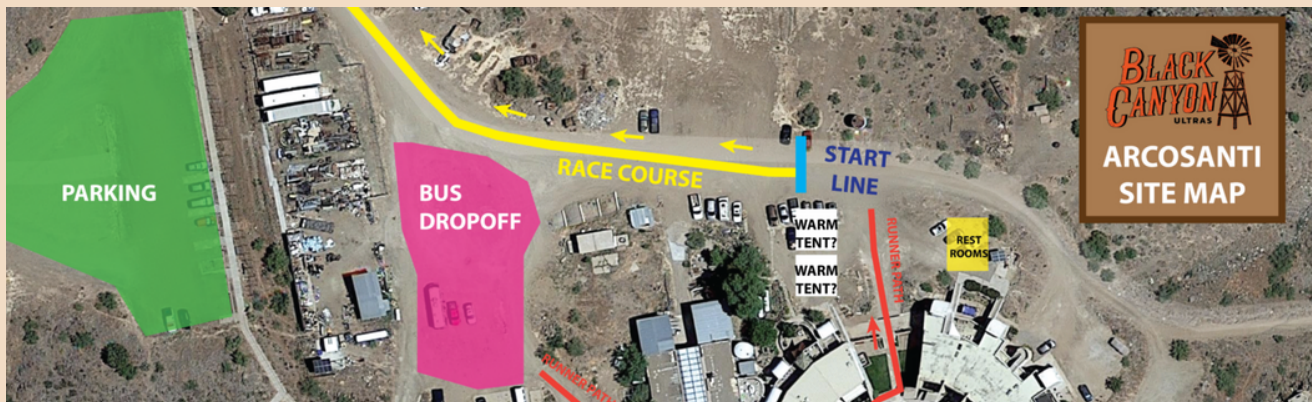 PARKING
BUS
DROPOFF
RACE COURSE
START
LINE
WARM
TENT?
WARM
TENT?
RUNNER PATH
REST
ROOMS
RUNNER PATH
BLACK
CANYON
ULTRAS
ARCOSANTI
SITE MAP